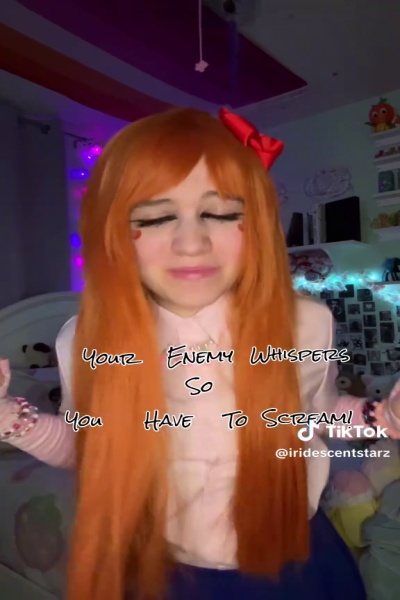 Your Enemy Whispers
So
You Have To Scream!
TikTok
@iridescentstarz